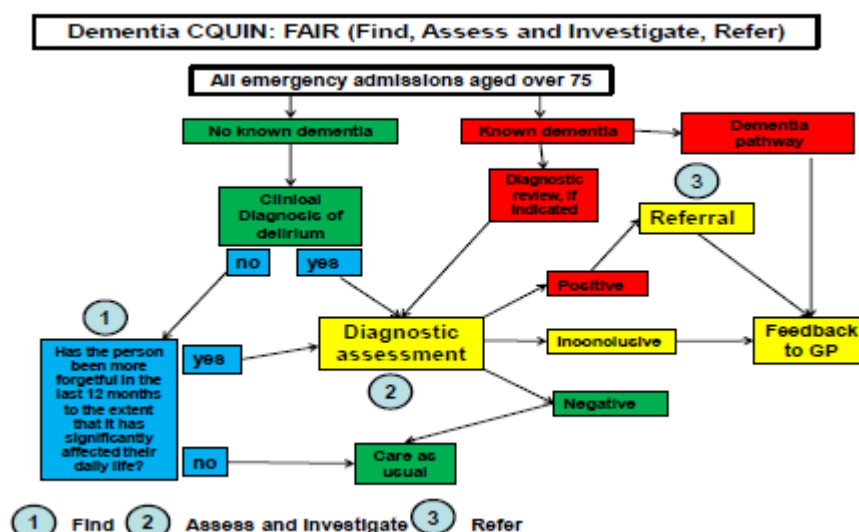 Dementia CQUIN: FAIR (Find, Assess and Investigate, Refer)
All emergency admissions aged over 75
No known dementia
Known dementia
Dementia
pathway
Clinical
Diagnosis of
delirium
Diagnostic
review, if
indicated
3
Referral
no
yes
1
Positive
Has the person
been more
forgetful in the
last 12 months
to the extent
that it has
significantly
affected their
daily life?
yes
Diagnostic
assessment
Inconclusive
Feedback
to GP
2
Negative
no
Care as
usual
1 Find 2 Assess and Investigate 3 Refer